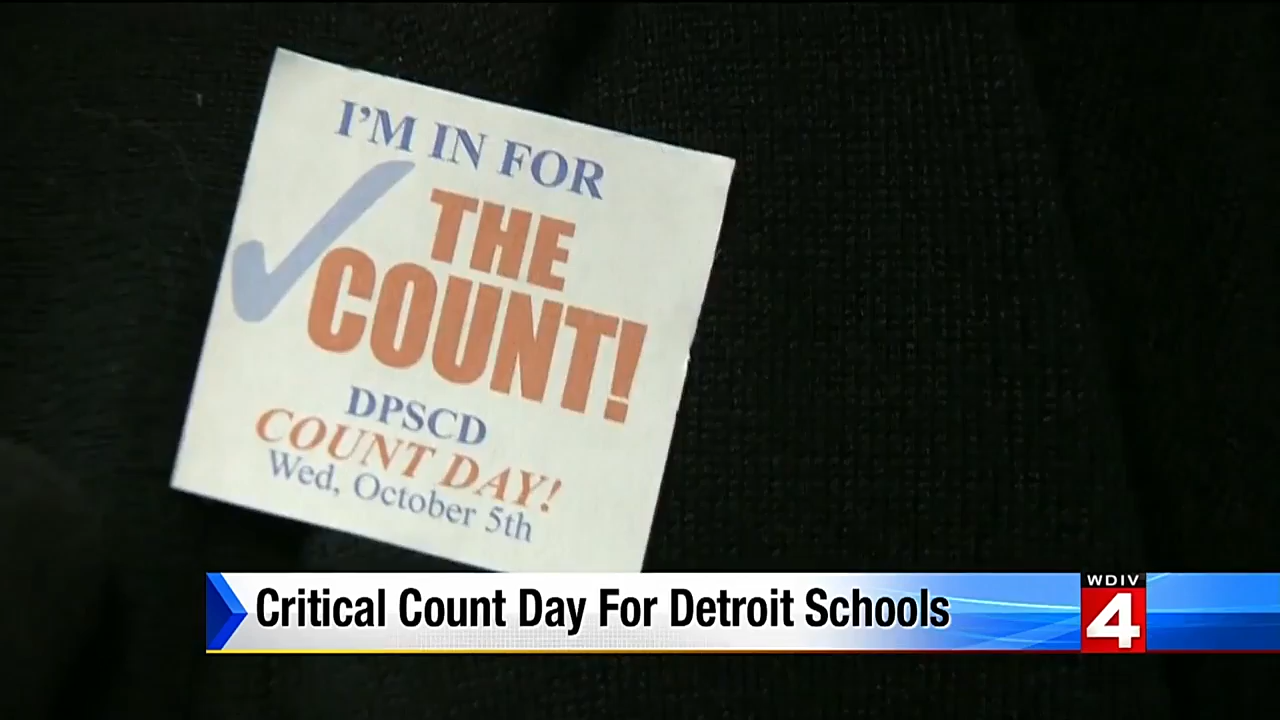 I'M IN FOR
THE
COUNT!
DPSCD
COUNT DAY!
Wed, October 5th
Critical Count Day For Detroit Schools
WDIV
4